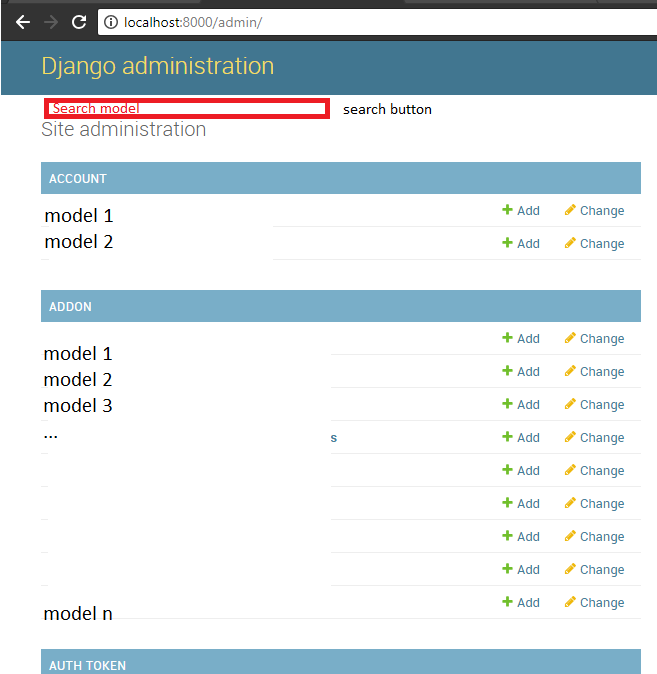 localhost:8000/admin/
Django administration
Search model search button
Site administration
ACCOUNT
model 1 Add Change
model 2 Add Change
ADDON
model 1 Add Change
model 2 Add Change
model 3 Add Change
... s Add Change
Add Change
Add Change
Add Change
Add Change
model n Add Change
AUTH TOKEN